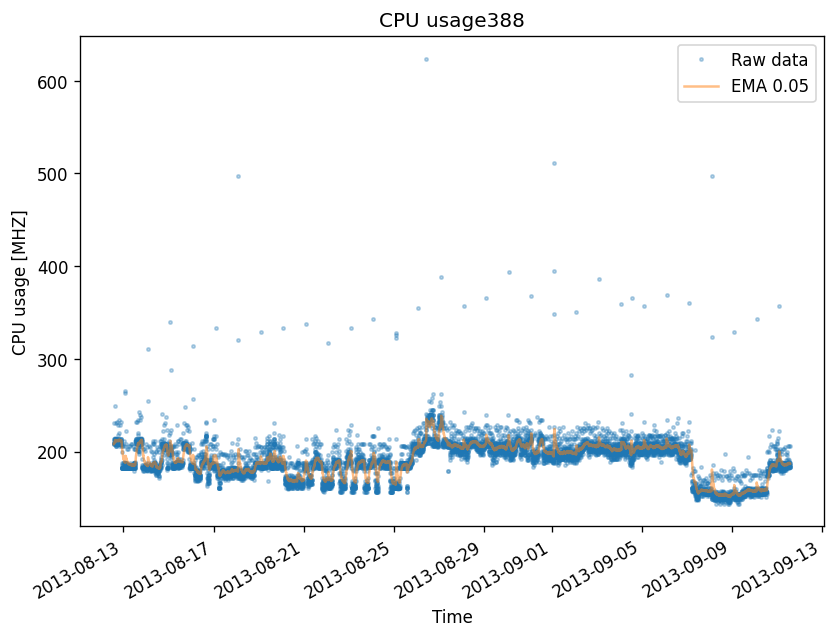 CPU usage388
Raw data
EMA 0.05
CPU usage [MHZ]
600
500
400
300
200
2013-08-13
2013-08-17
2013-08-21
2013-08-25
2013-08-29
2013-09-01
2013-09-05
2013-09-09
2013-09-13
Time